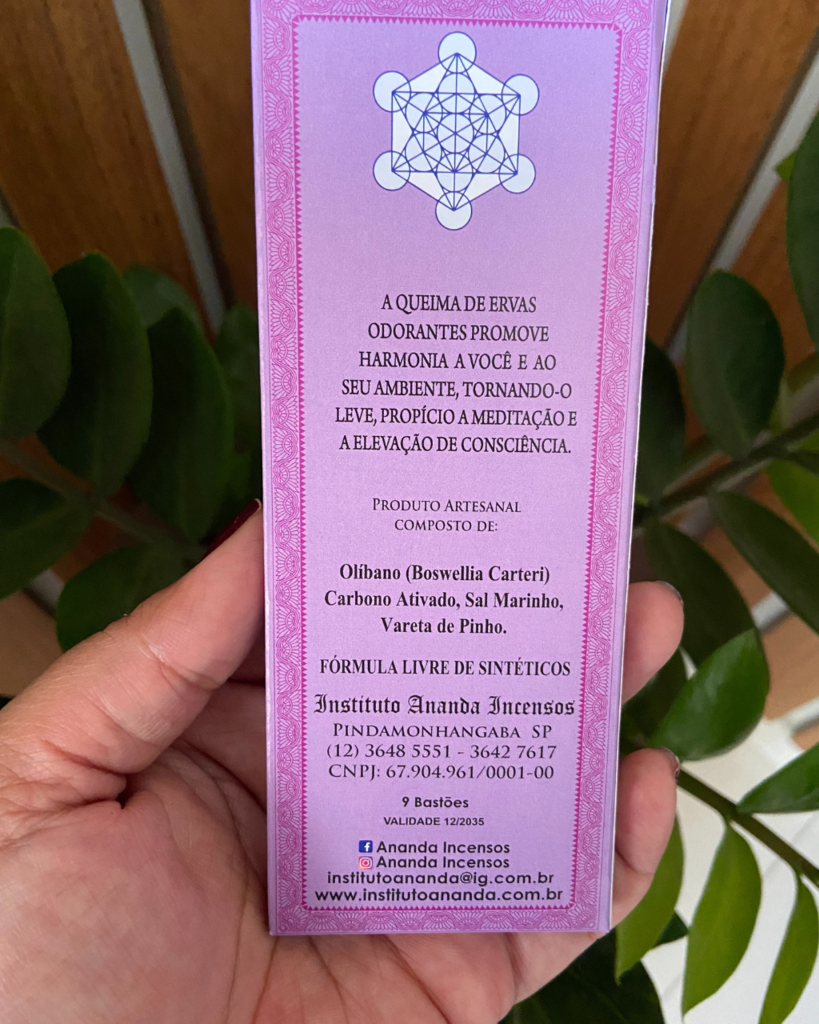 A QUEIMA DE ERVAS
ODORANTES PROMOVE
HARMONIA A VOCÊ E AO
SEU AMBIENTE, TORNANDO-O
LEVE, PROPÍCIO A MEDITAÇÃO E
A ELEVAÇÃO DE CONSCIÊNCIA.
PRODUTO ARTESANAL
COMPOSTO DE:
Olíbano (Boswellia Carteri)
Carbono Ativado, Sal Marinho,
Vareta de Pinho.
FÓRMULA LIVRE DE SINTÉTICOS
Instituto Ananda Incensos
PINDAMONHANGABA SP
(12) 3648 5551 - 3642 7617
CNPJ: 67.904.961/0001-00
9 Bastões
VALIDADE 12/2035
Ananda Incensos
Ananda Incensos
institutoananda@ig.com.br
www.institutoananda.com.br